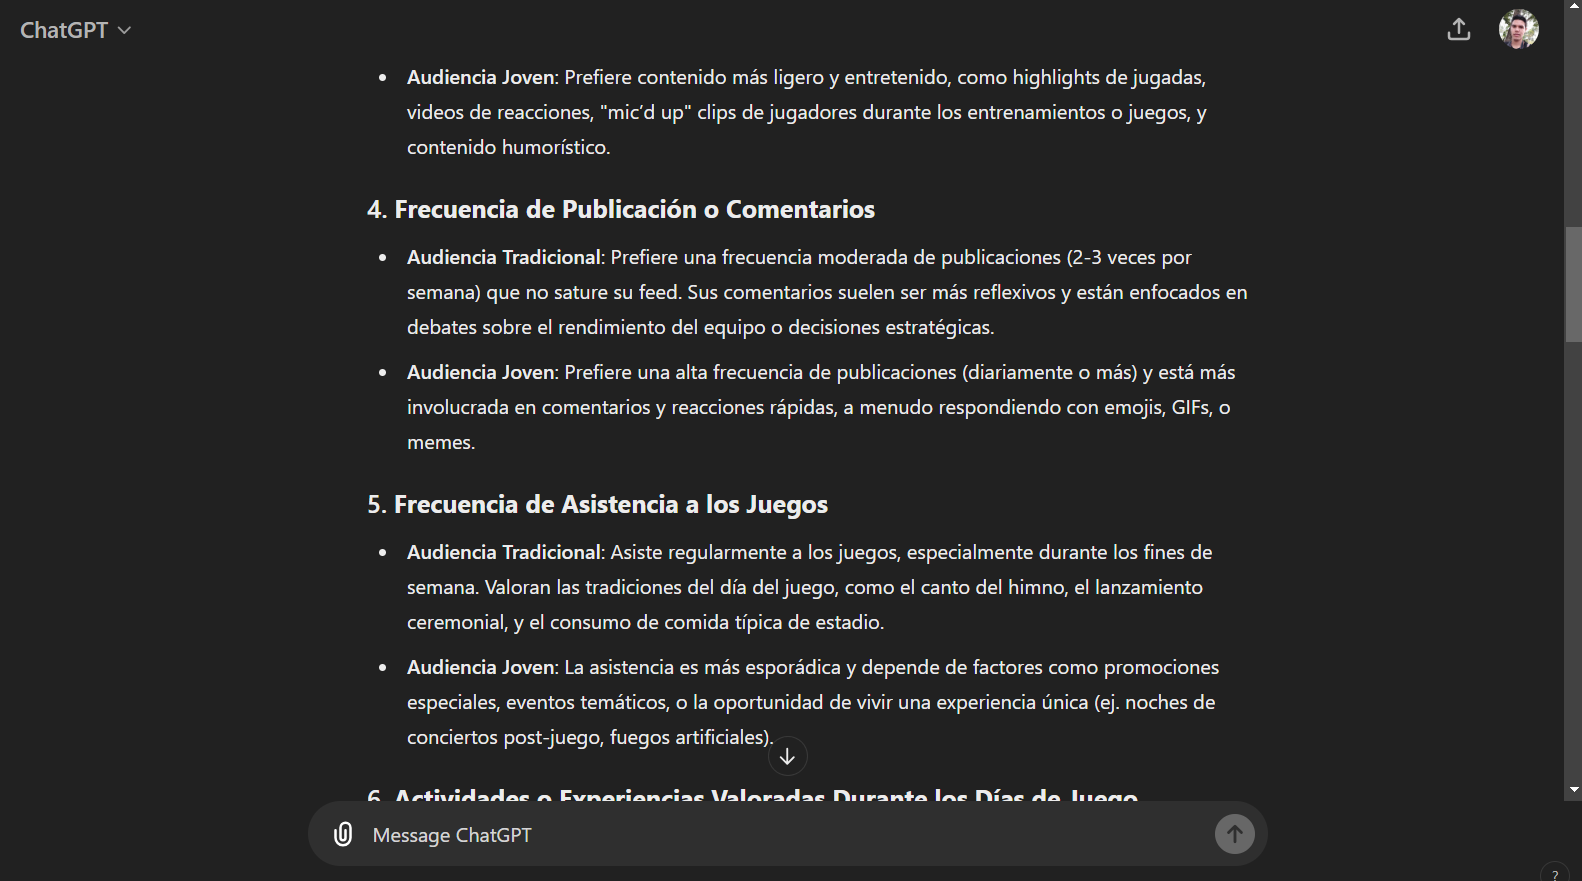 ChatGPT
• Audiencia Joven: Prefiere contenido más ligero y entretenido, como highlights de jugadas,
videos de reacciones, "mic’d up" clips de jugadores durante los entrenamientos o juegos, y
contenido humorístico.
4. Frecuencia de Publicación o Comentarios
• Audiencia Tradicional: Prefiere una frecuencia moderada de publicaciones (2-3 veces por
semana) que no sature su feed. Sus comentarios suelen ser más reflexivos y están enfocados en
debates sobre el rendimiento del equipo o decisiones estratégicas.
• Audiencia Joven: Prefiere una alta frecuencia de publicaciones (diariamente o más) y está más
involucrada en comentarios y reacciones rápidas, a menudo respondiendo con emojis, GIFs, o
memes.
5. Frecuencia de Asistencia a los Juegos
• Audiencia Tradicional: Asiste regularmente a los juegos, especialmente durante los fines de
semana. Valoran las tradiciones del día del juego, como el canto del himno, el lanzamiento
ceremonial, y el consumo de comida típica de estadio.
• Audiencia Joven: La asistencia es más esporádica y depende de factores como promociones
especiales, eventos temáticos, o la oportunidad de vivir una experiencia única (ej. noches de
conciertos post-juego, fuegos artificiales).
6. Actividades o Experiencias Valoradas Durante los Días de Juego
Message ChatGPT
?